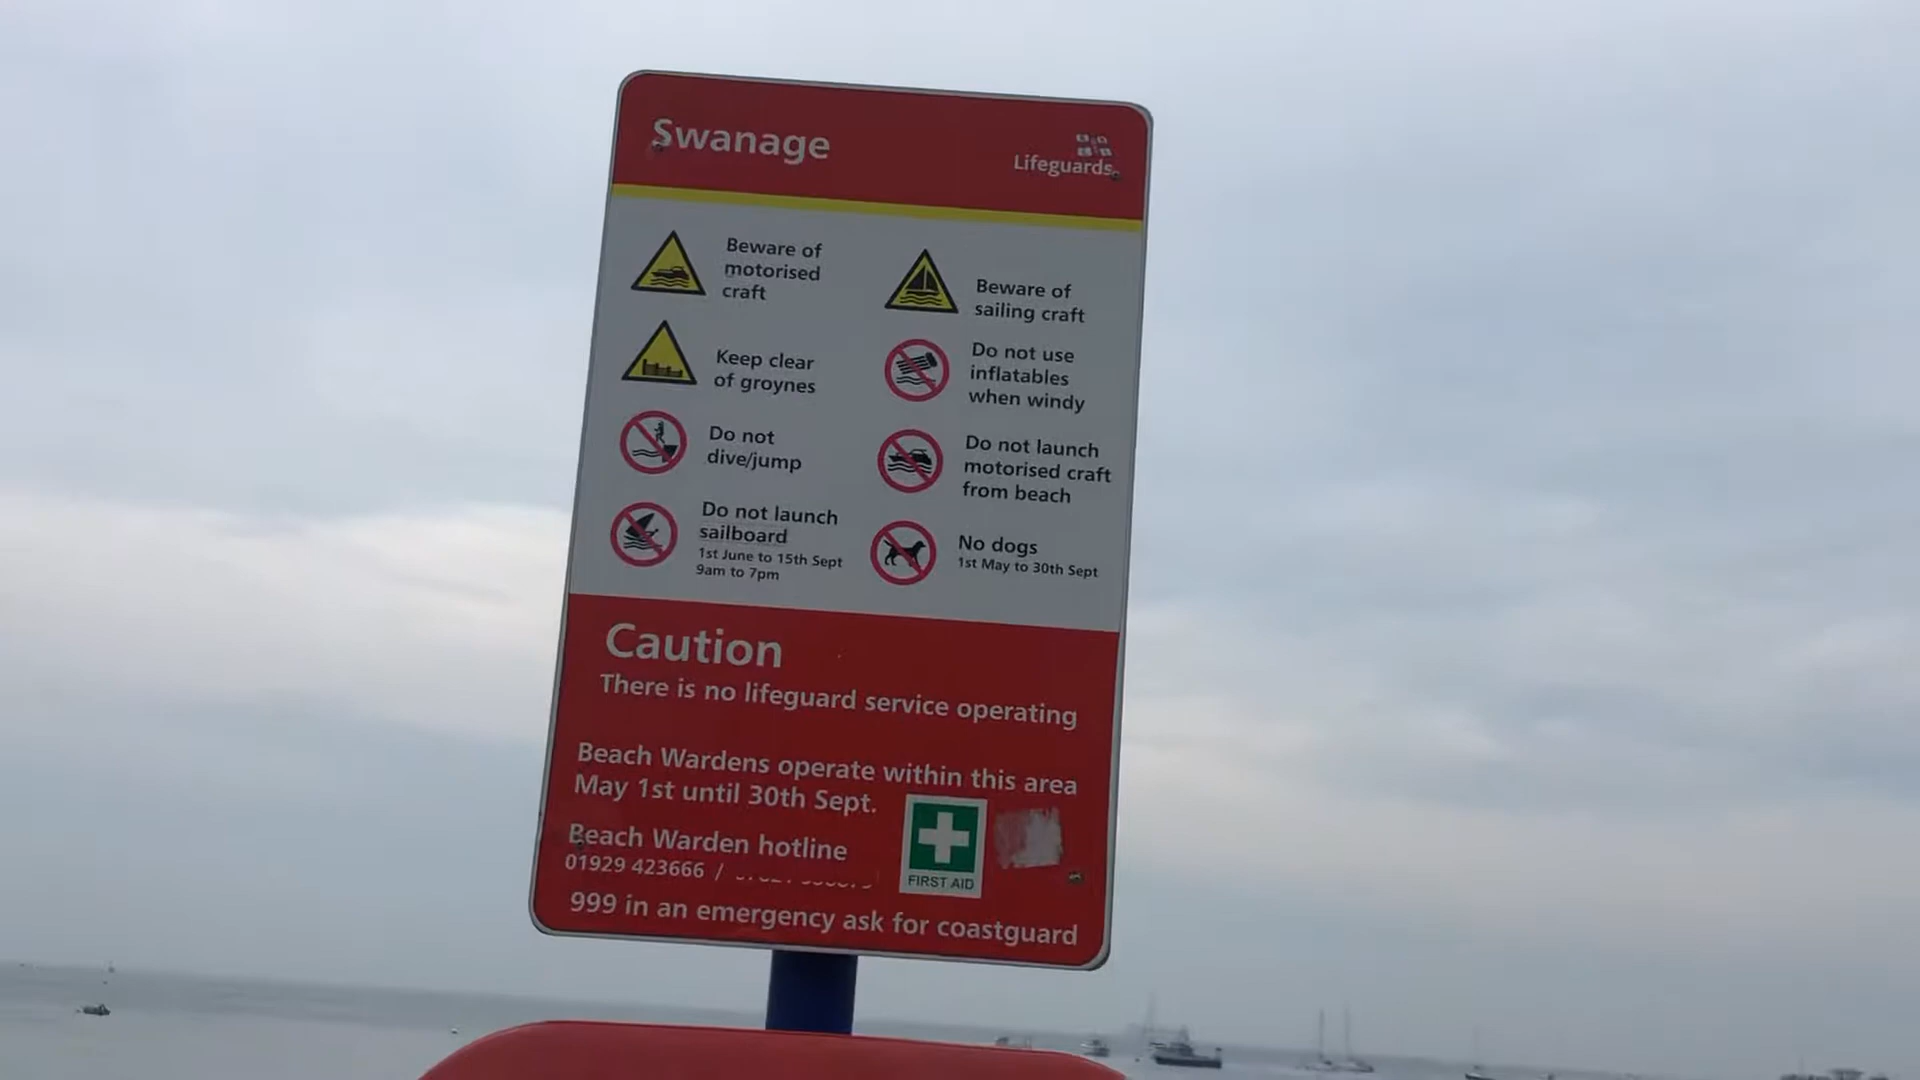 Swanage
Lifeguards
Beware of
motorised
craft
Beware of
sailing craft
Keep clear
of groynes
Do not use
inflatables
when windy
Do not
dive/jump
Do not launch
motorised craft
from beach
Do not launch
sailboard
1st June to 15th Sept
9am to 7pm
No dogs
1st May to 30th Sept
Caution
There is no lifeguard service operating
Beach Wardens operate within this area
May 1st until 30th Sept.
Beach Warden hotline
01929 423666 /
FIRST AID
999 in an emergency ask for coastguard